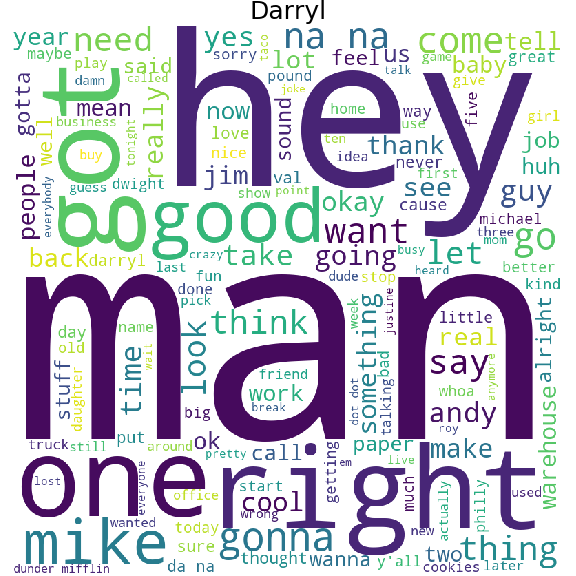 Darryl
year
need
yes
na na
come
tell
maybe
play
said
sorry
taco
lot
feel
us
game
great
damn
called
pound
talk
baby
give
gotta
well
mean
really
got
hey
joke
now
sound
home
way
five
girl
business
love
use
job
everybody
buy
tonight
nice
ten
idea
thank
never
first
huh
people
guess
dwight
jim
val
see
guy
show
point
okay
cause
michael
good
want
three
go
back
darryl
take
going
let
busy
mom
better
crazy
last
fun
dude
stop
heard
kind
man
done
pick
justine
day
name
look
think
week
little
old
time
wait
something
real
alright
stuff
friend
work
say
whoa
anymore
daughter
big
break
dot dot
talking
bad
andy
roy
put
ok
truck
still
around
pretty
call
paper
make
warehouse
one
right
getting
em
live
lost
everyone
office
start
cool
much
used
wanted
wrong
actually
philly
mike
today
sure
gonna
new
two
thing
da na
thought
wanna
y'all
cookies
later
dunder mifflin